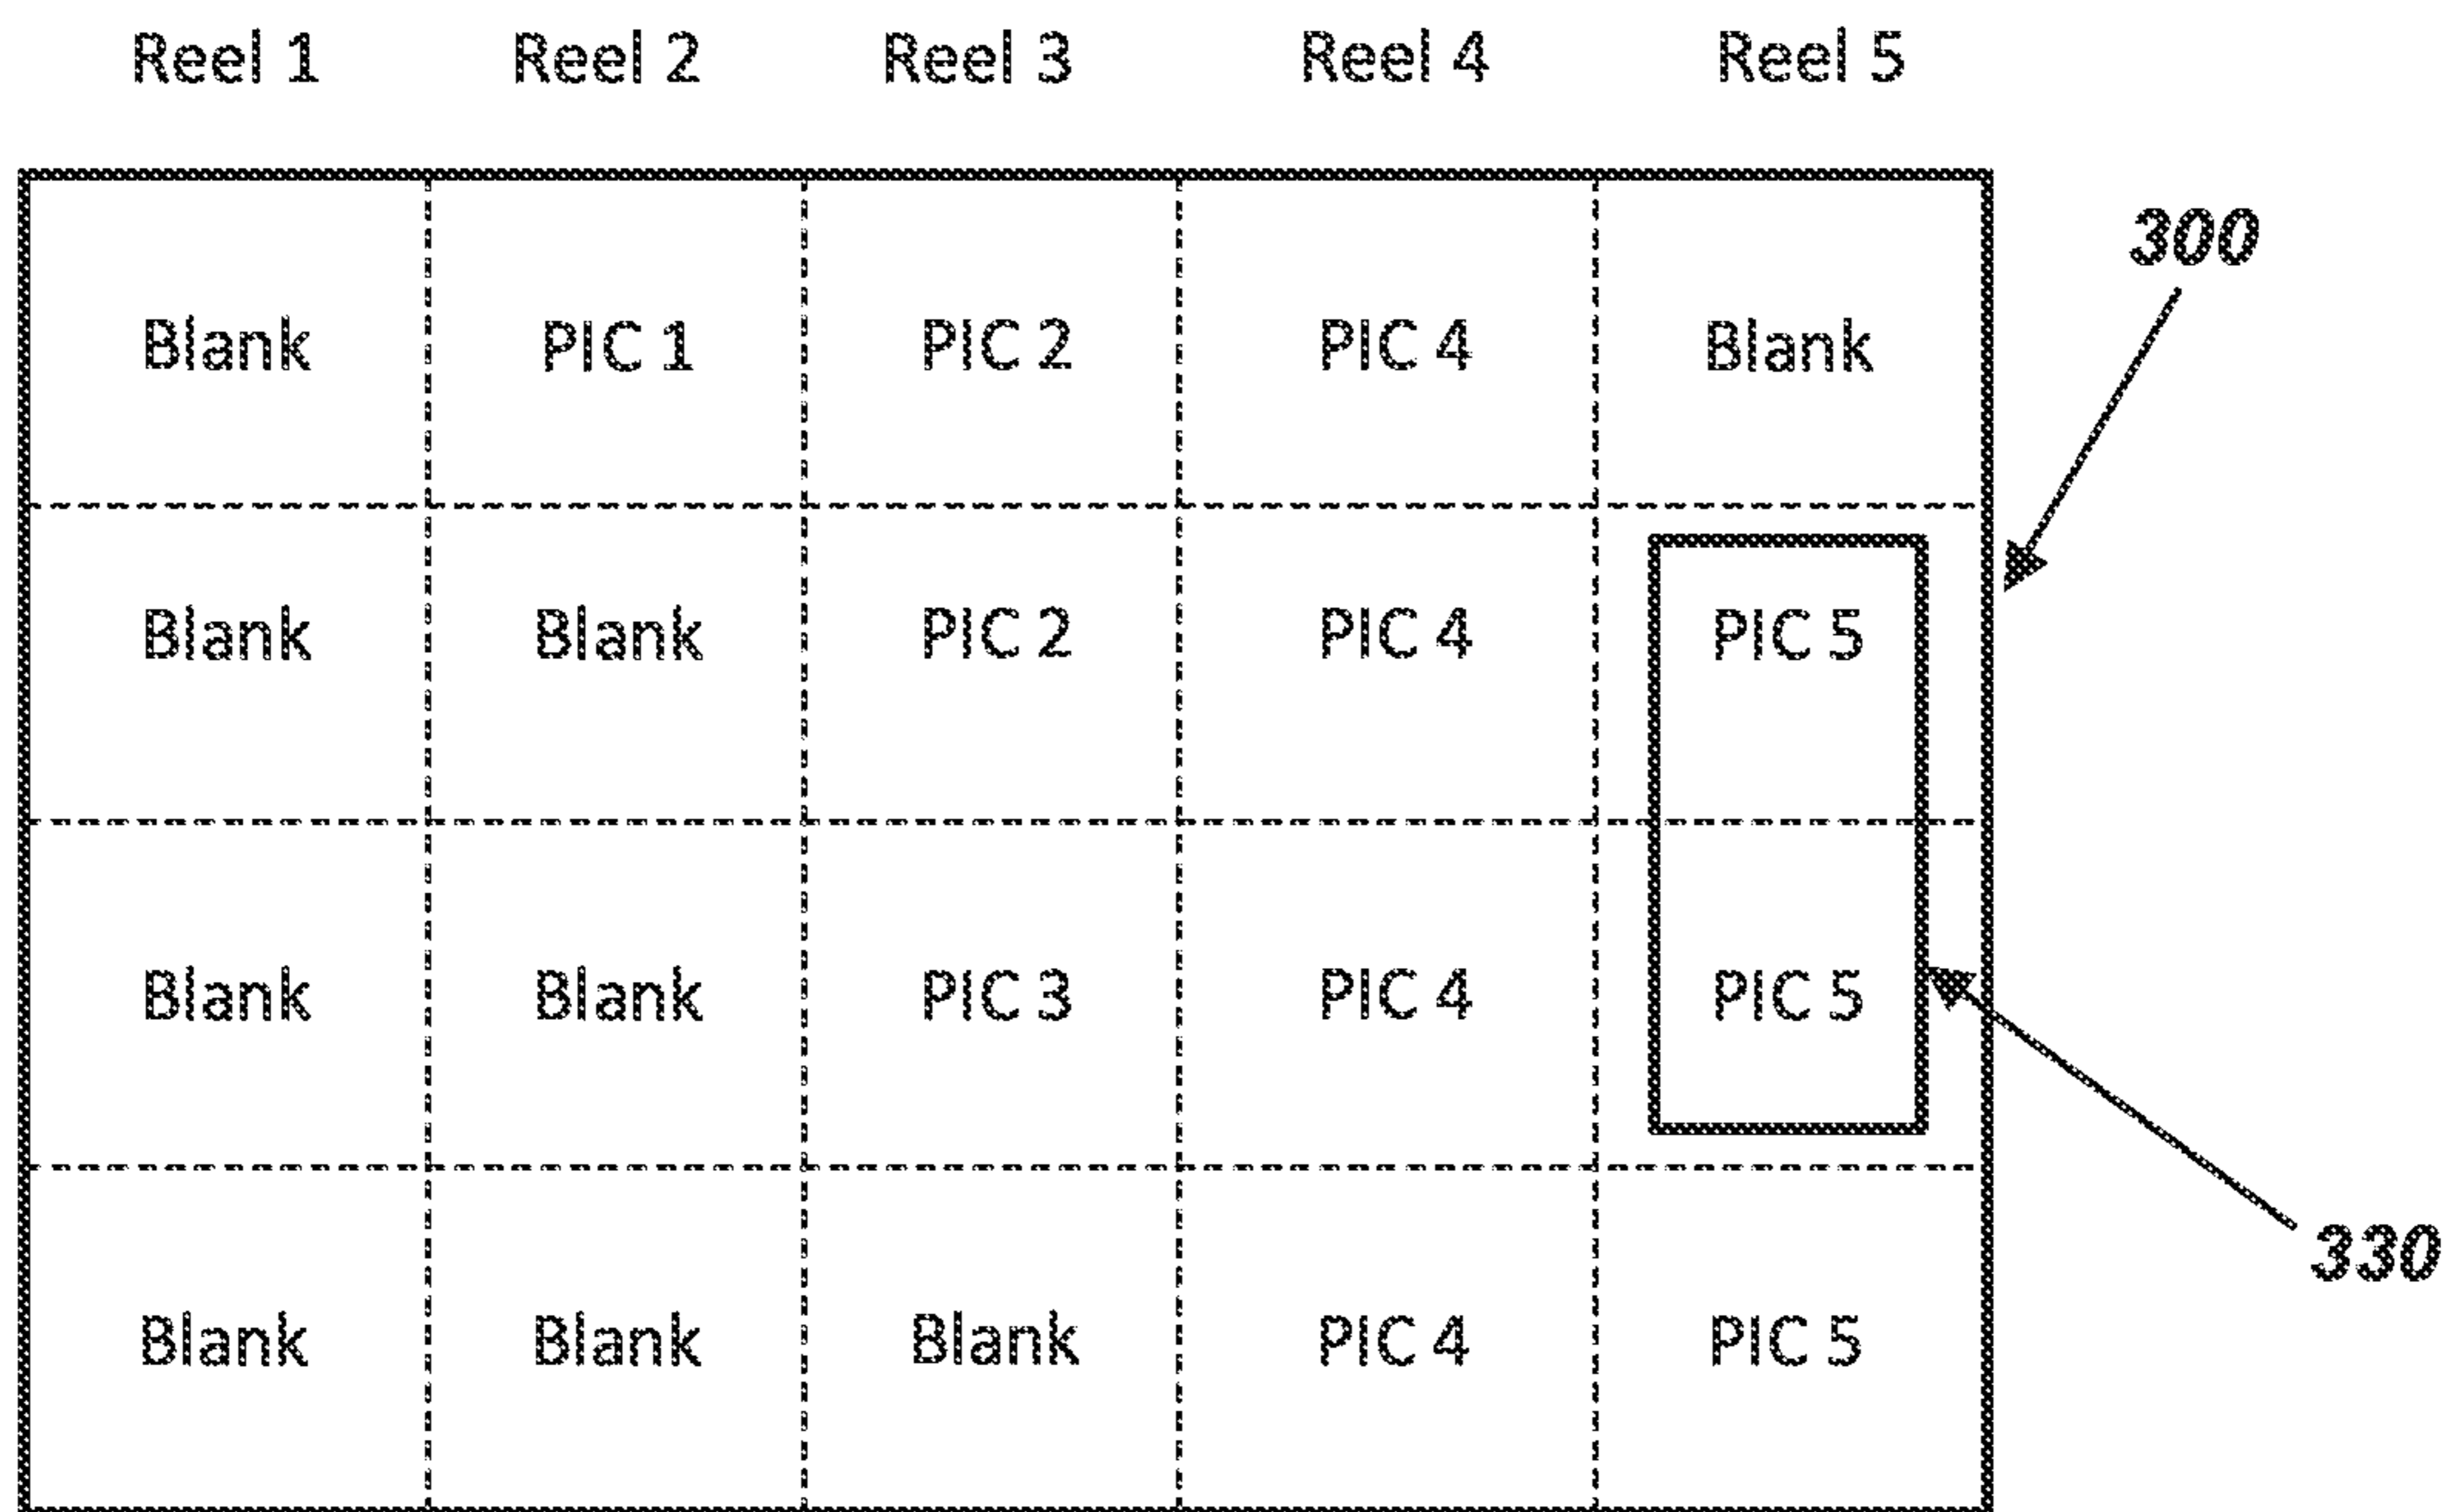 Reel 1 Reel 2 Reel 3 Reel 4 Reel 5
300
Blank PIC 1 PIC 2 PIC 4 Blank
Blank Blank PIC 2 PIC 4 PIC 5
Blank Blank PIC 3 PIC 4 PIC 5
330
Blank Blank Blank PIC 4 PIC 5